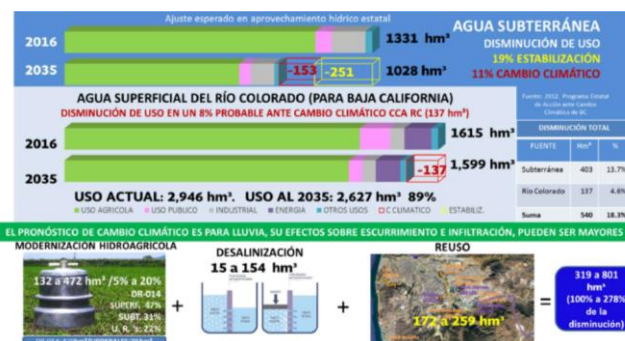 Ajuste esperado en aprovechamiento hídrico estatal
2016
1331 hm³
2035
-153
-251
1028 hm³
AGUA SUBTERRÁNEA
DISMINUCIÓN DE USO
19% ESTABILIZACIÓN
11% CAMBIO CLIMÁTICO
AGUA SUPERFICIAL DEL RÍO COLORADO (PARA BAJA CALIFORNIA)
DISMINUCIÓN DE USO EN UN 8% PROBABLE ANTE CAMBIO CLIMÁTICO CCA RC (137 hm³)
2016
1615 hm³
2035
-137
1,599 hm³
USO ACTUAL: 2,946 hm³. USO AL 2035: 2,627 hm³ 89%
USO AGRICOLA USO PUBLICO INDUSTRIAL ENERGIA OTROS USOS C CLIMATICO ESTABILIZ.
Fuente: 2012. Programa Estatal
de Acción ante Cambio
Climático de BC
DISMINUCIÓN TOTAL
FUENTE Hm³ %
Subterránea 403 13.7%
Río Colorado 137 4.6%
Suma 540 18.3%
EL PRONÓSTICO DE CAMBIO CLIMÁTICO ES PARA LLUVIA, SU EFECTOS SOBRE ESCURRIMIENTO E INFILTRACIÓN, PUEDEN SER MAYORES
MODERNIZACIÓN HIDROAGRÍCOLA
132 a 472 hm³ /5% a 20%
DR-014
SUPERF. 47%
SUBT. 31%
U. R. 's: 22%
+
DESALINIZACIÓN
15 a 154 hm³
+
REUSO
172 a 259 hm³
=
319 a 801
hm³
(100% a 278%
de la
disminución)